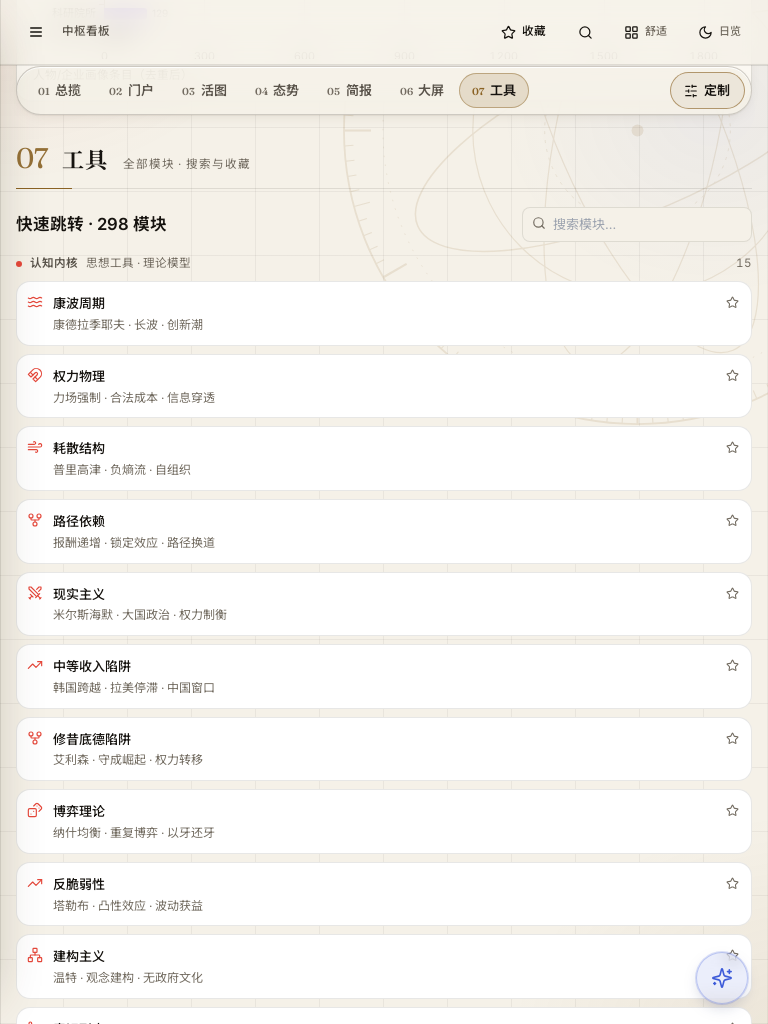 中枢看板
收藏
舒适
日览
01 总揽
02 门户
03 活图
04 态势
05 简报
06 大屏
07 工具
定制
07 工具 全部模块 · 搜索与收藏
快速跳转 · 298 模块
搜索模块...
认知内核 思想工具 · 理论模型 15
康波周期
康德拉季耶夫 · 长波 · 创新潮
权力物理
力场强制 · 合法成本 · 信息穿透
耗散结构
普里高津 · 负熵流 · 自组织
路径依赖
报酬递增 · 锁定效应 · 路径换道
现实主义
米尔斯海默 · 大国政治 · 权力制衡
中等收入陷阱
韩国跨越 · 拉美停滞 · 中国窗口
修昔底德陷阱
艾利森 · 守成崛起 · 权力转移
博弈理论
纳什均衡 · 重复博弈 · 以牙还牙
反脆弱性
塔勒布 · 凸性效应 · 波动获益
建构主义
温特 · 观念建构 · 无政府文化